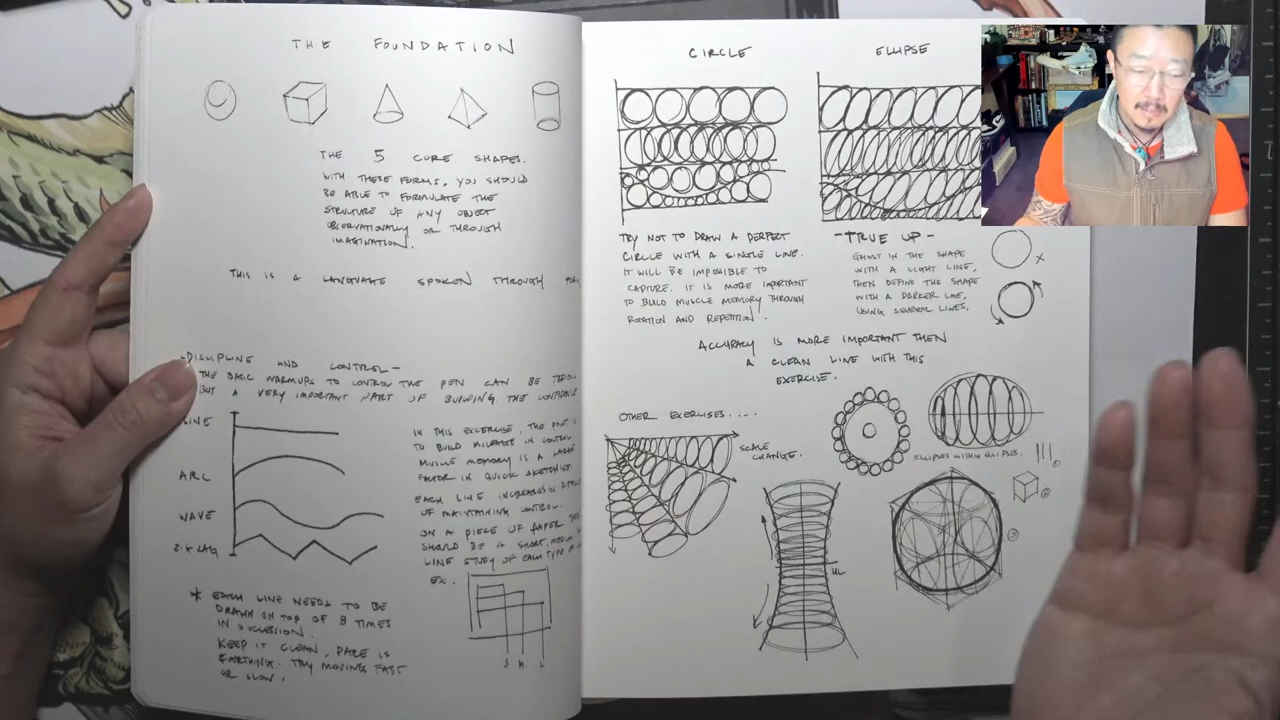 THE FOUNDATION
THE 5 CORE SHAPES.
WITH THESE FORMS, YOU SHOULD
BE ABLE TO FORMULATE THE
STRUCTURE OF ANY OBJECT
OBSERVATIONALLY OR THROUGH
IMAGINATION.
THIS IS A LANGUAGE SPOKEN THROUGH
-DISCIPLINE AND CONTROL-
THE BASIC WARMUPS TO CONTROL THE PEN CAN BE
BUT A VERY IMPORTANT PART OF BUILDING THE
LINE
ARC
WAVE
ZIG ZAG
IN THIS EXCERCISE, THE POINT IS
TO BUILD MILEAGE IN CONTROL
MUSCLE MEMORY IS A LARGE
FACTOR IN QUICK SKETCHING.
EACH LINE INCREASES IN
OF MAINTAINING CONTROL.
ON A PIECE OF PAPER
SHOULD BE A SHORT, MEDIUM
LINE STUDY OF EACH TYPE OF
EX.
S M L
* EACH LINE NEEDS TO BE
DRAWN ON TOP OF 8 TIMES
IN SUCCESSION.
KEEP IT CLEAN,
TRY MOVING FAST
OR SLOW.
CIRCLE
TRY NOT TO DRAW A PERFECT
CIRCLE WITH A SINGLE LINE.
IT WILL BE IMPOSSIBLE TO
CAPTURE. IT IS MORE IMPORTANT
TO BUILD MUSCLE MEMORY THROUGH
ROTATION AND REPETITION.
ELLIPSE
-TRUE UP-
GHOST IN THE SHAPE
WITH A LIGHT LINE,
THEN DEFINE THE SHAPE
WITH A DARKER LINE,
USING SEVERAL LINES.
X
ACCURACY IS MORE IMPORTANT THEN
A CLEAN LINE WITH THIS
EXERCISE.
OTHER EXERCISES....
SCALE
CHANGE.
HL
ELLIPSES WITHIN ELLIPSES.